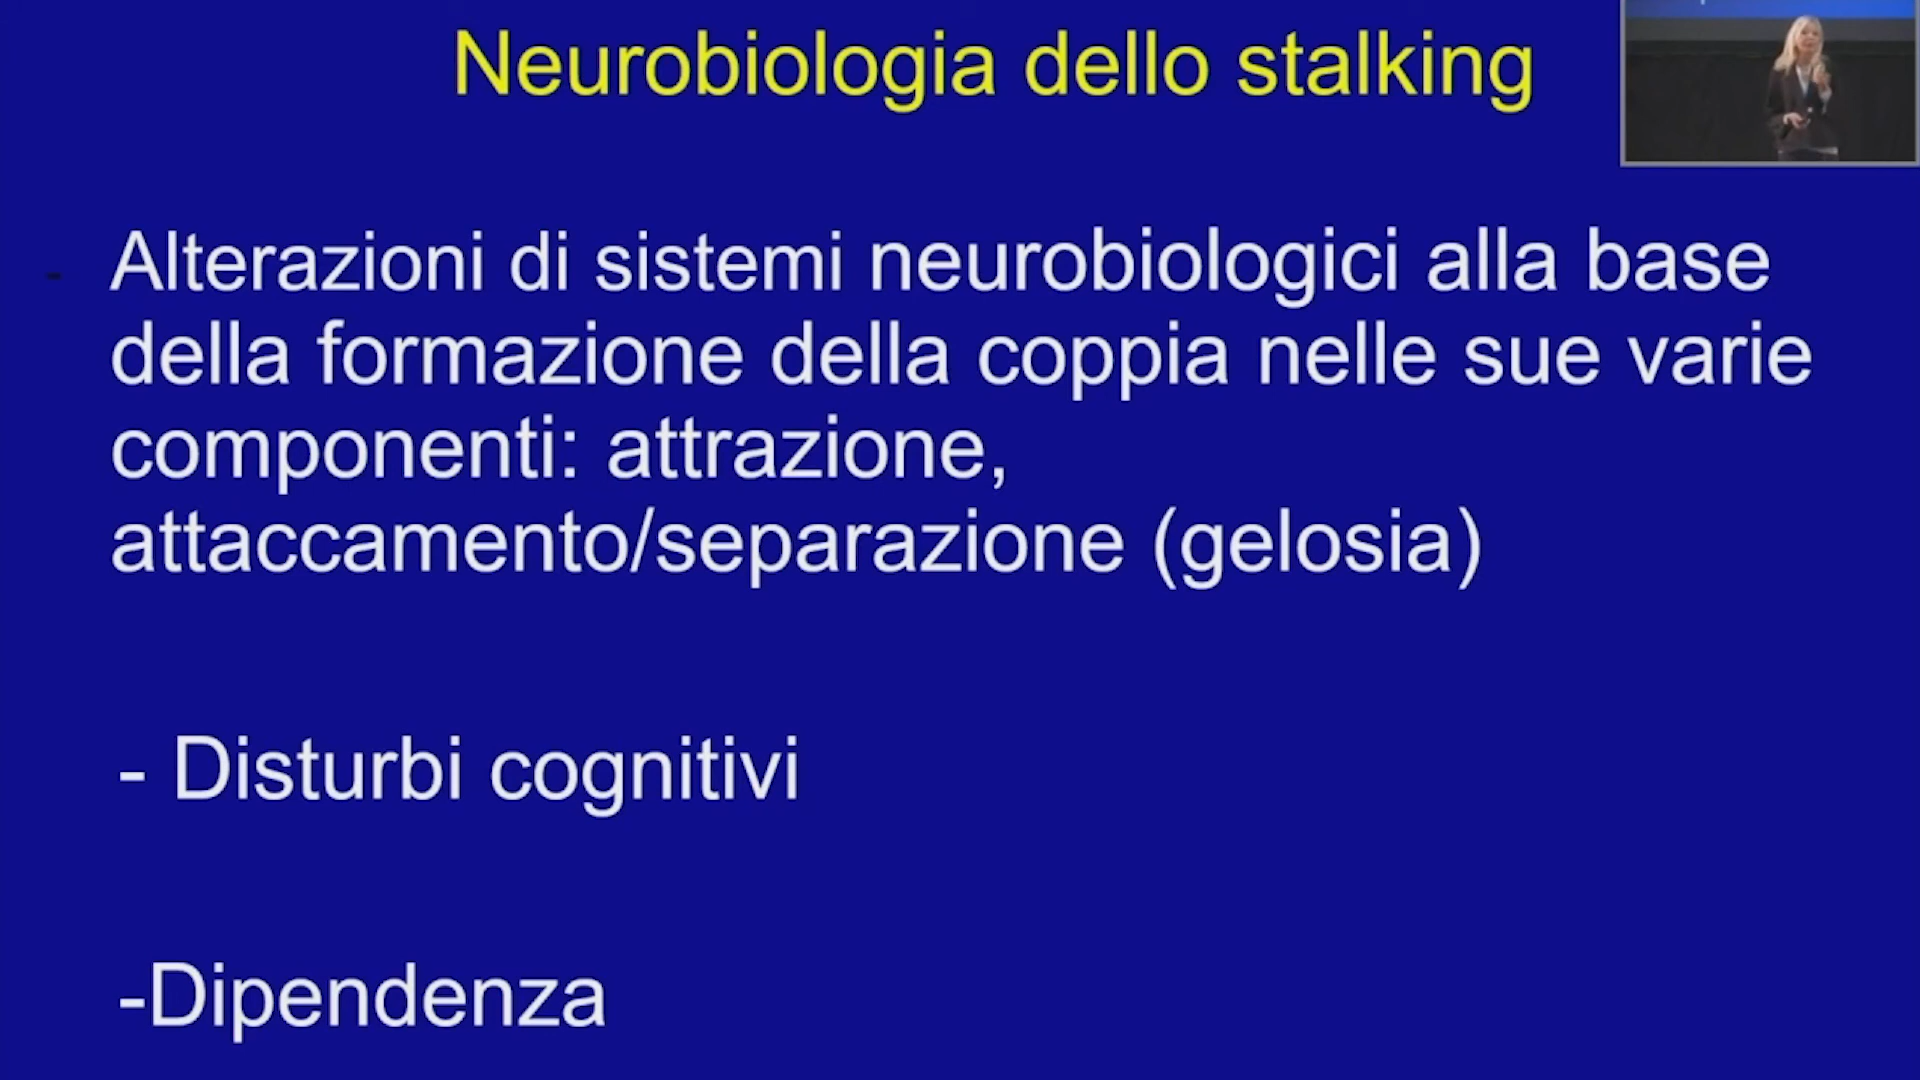 Neurobiologia dello stalking
- Alterazioni di sistemi neurobiologici alla base
della formazione della coppia nelle sue varie
componenti: attrazione,
attaccamento/separazione (gelosia)
- Disturbi cognitivi
-Dipendenza